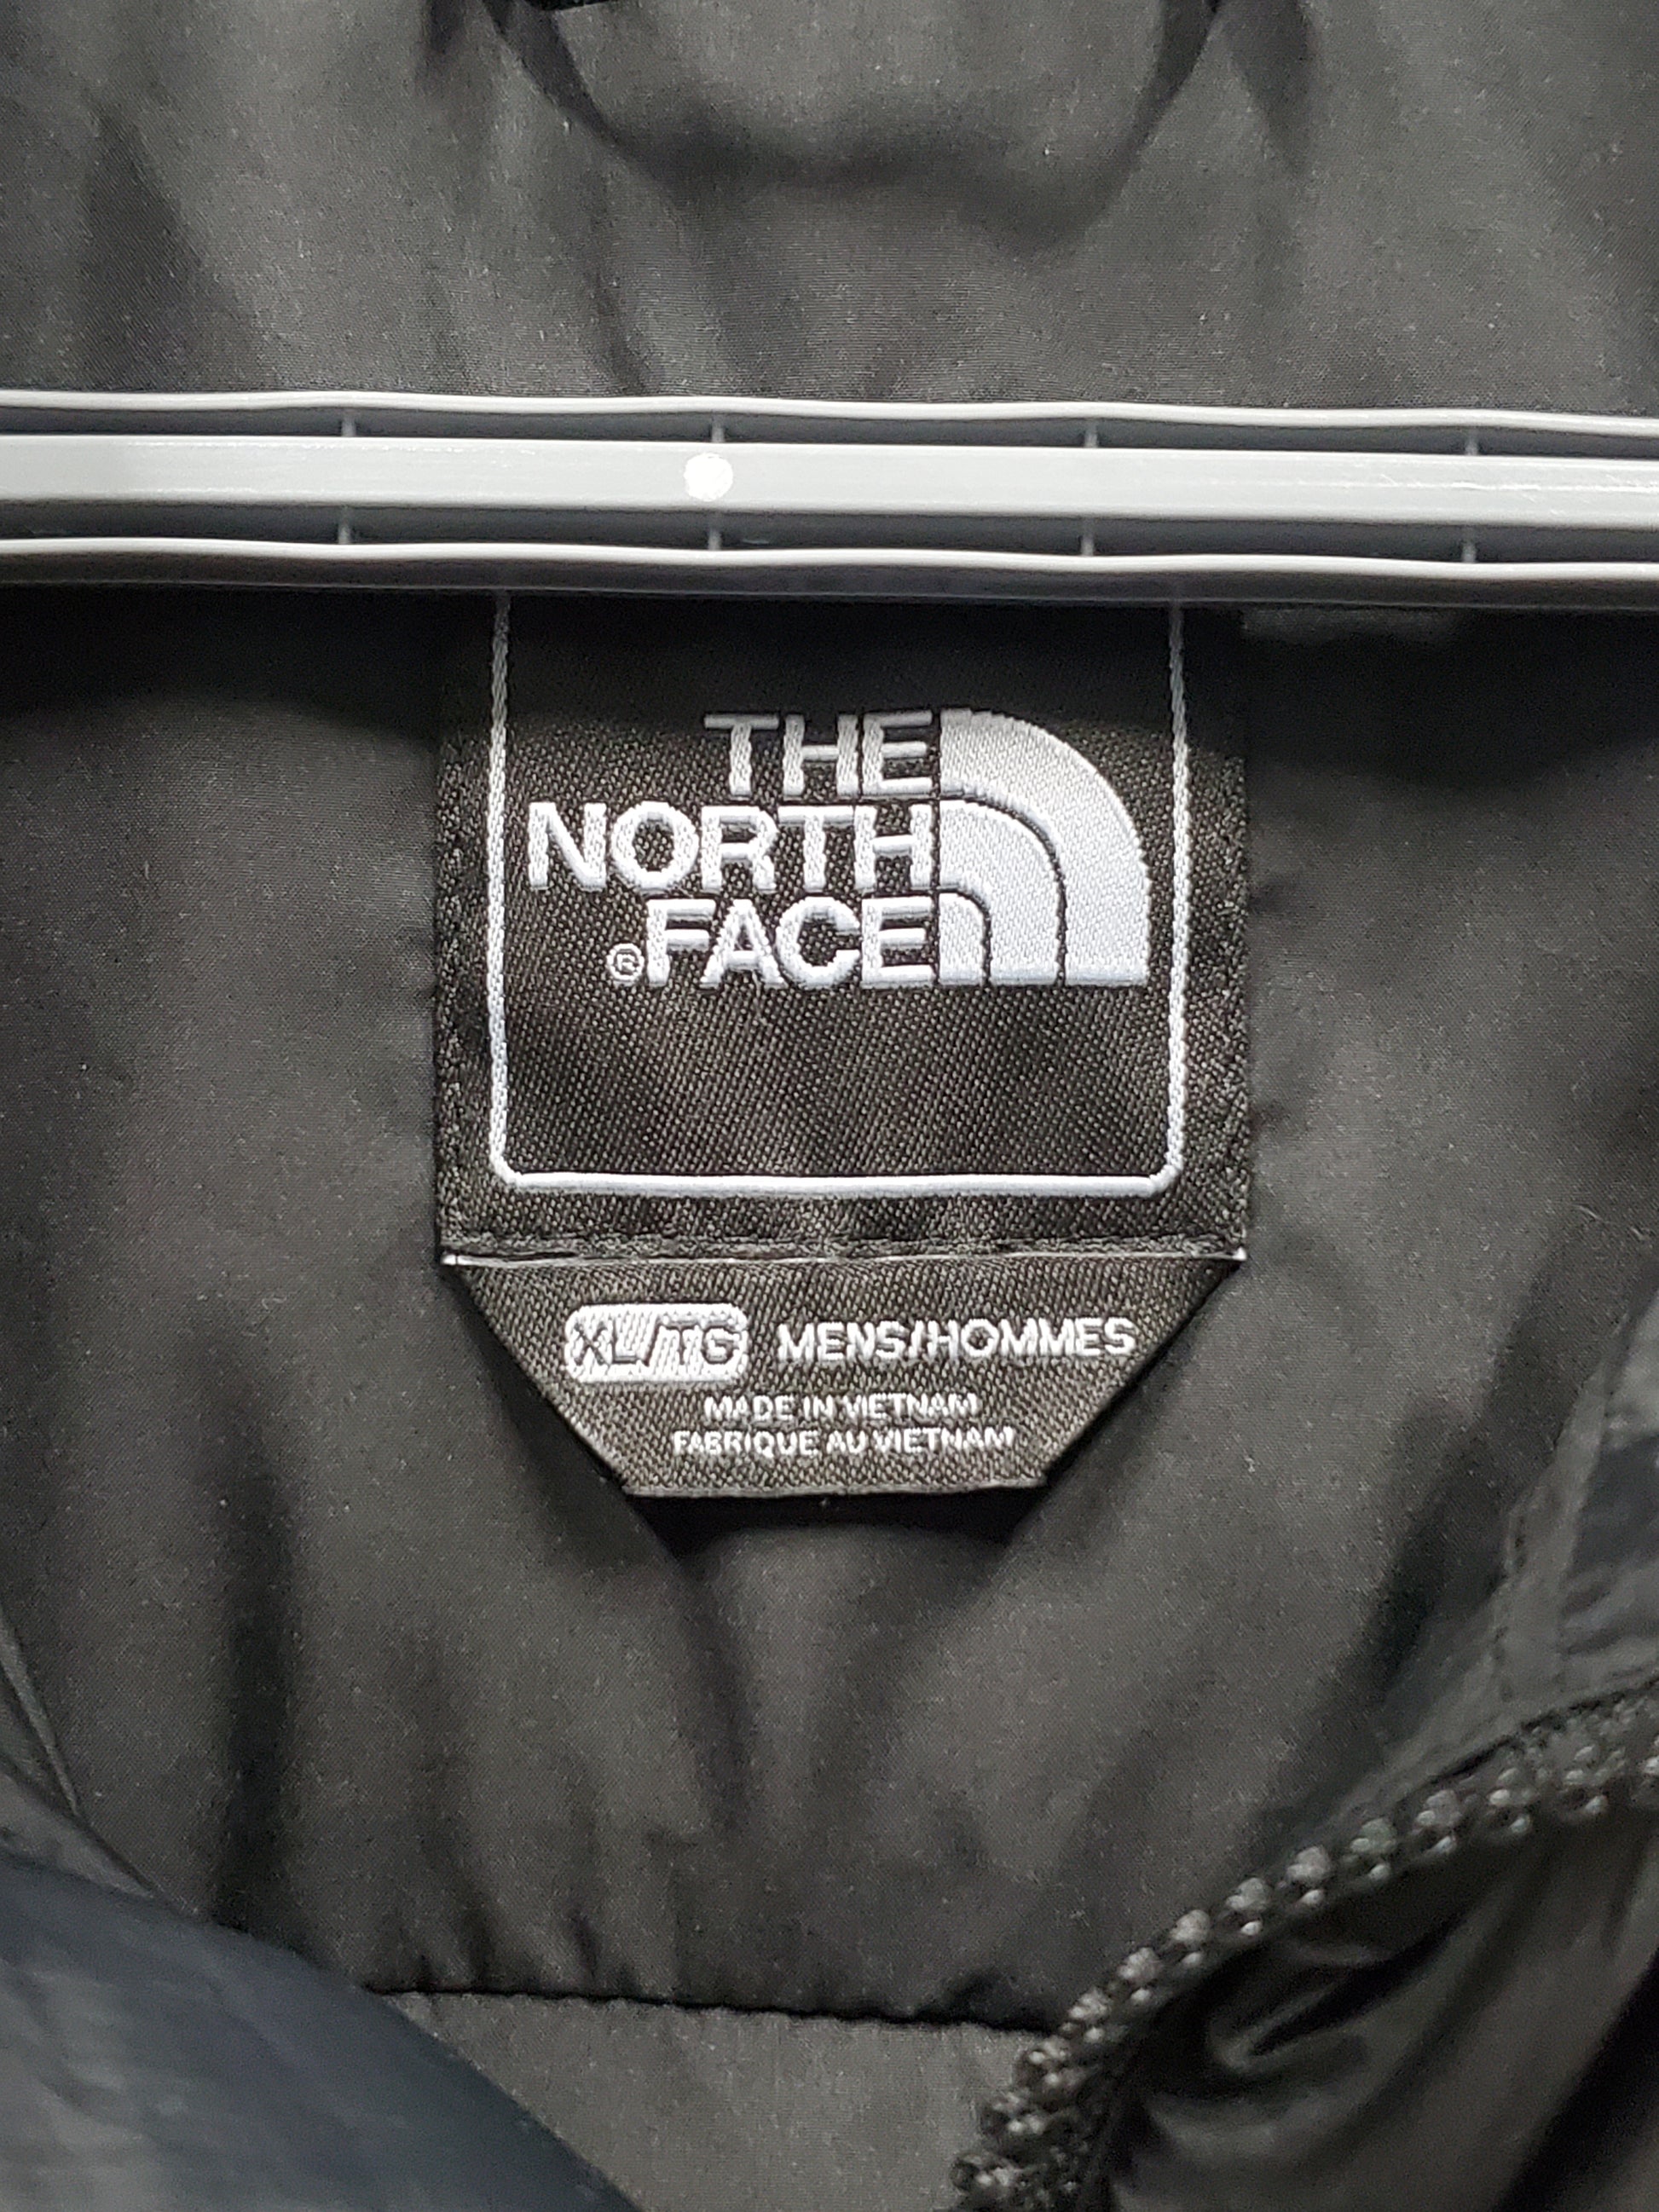 THE
NORTH
®FACE
XL/TG MENS/HOMMES
MADE IN VIETNAM
FABRIQUE AU VIETNAM